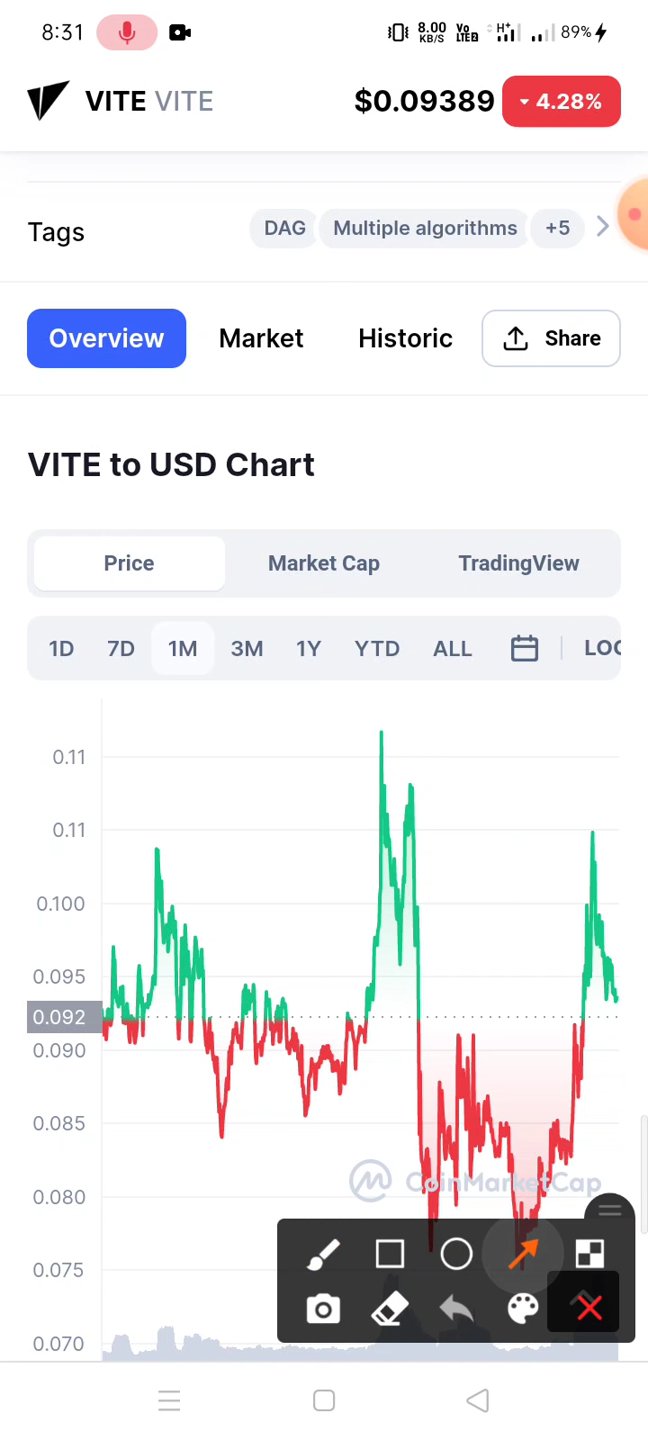 8:31 8.00 KB/S Vo LTE2 H+ 89%
VITE VITE $0.09389 4.28%
Tags DAG Multiple algorithms +5
Overview Market Historic Share
VITE to USD Chart
Price Market Cap TradingView
1D 7D 1M 3M 1Y YTD ALL LOG
0.11
0.11
0.100
0.095
0.092
0.090
0.085
0.080 CoinMarketCap
0.075
0.070